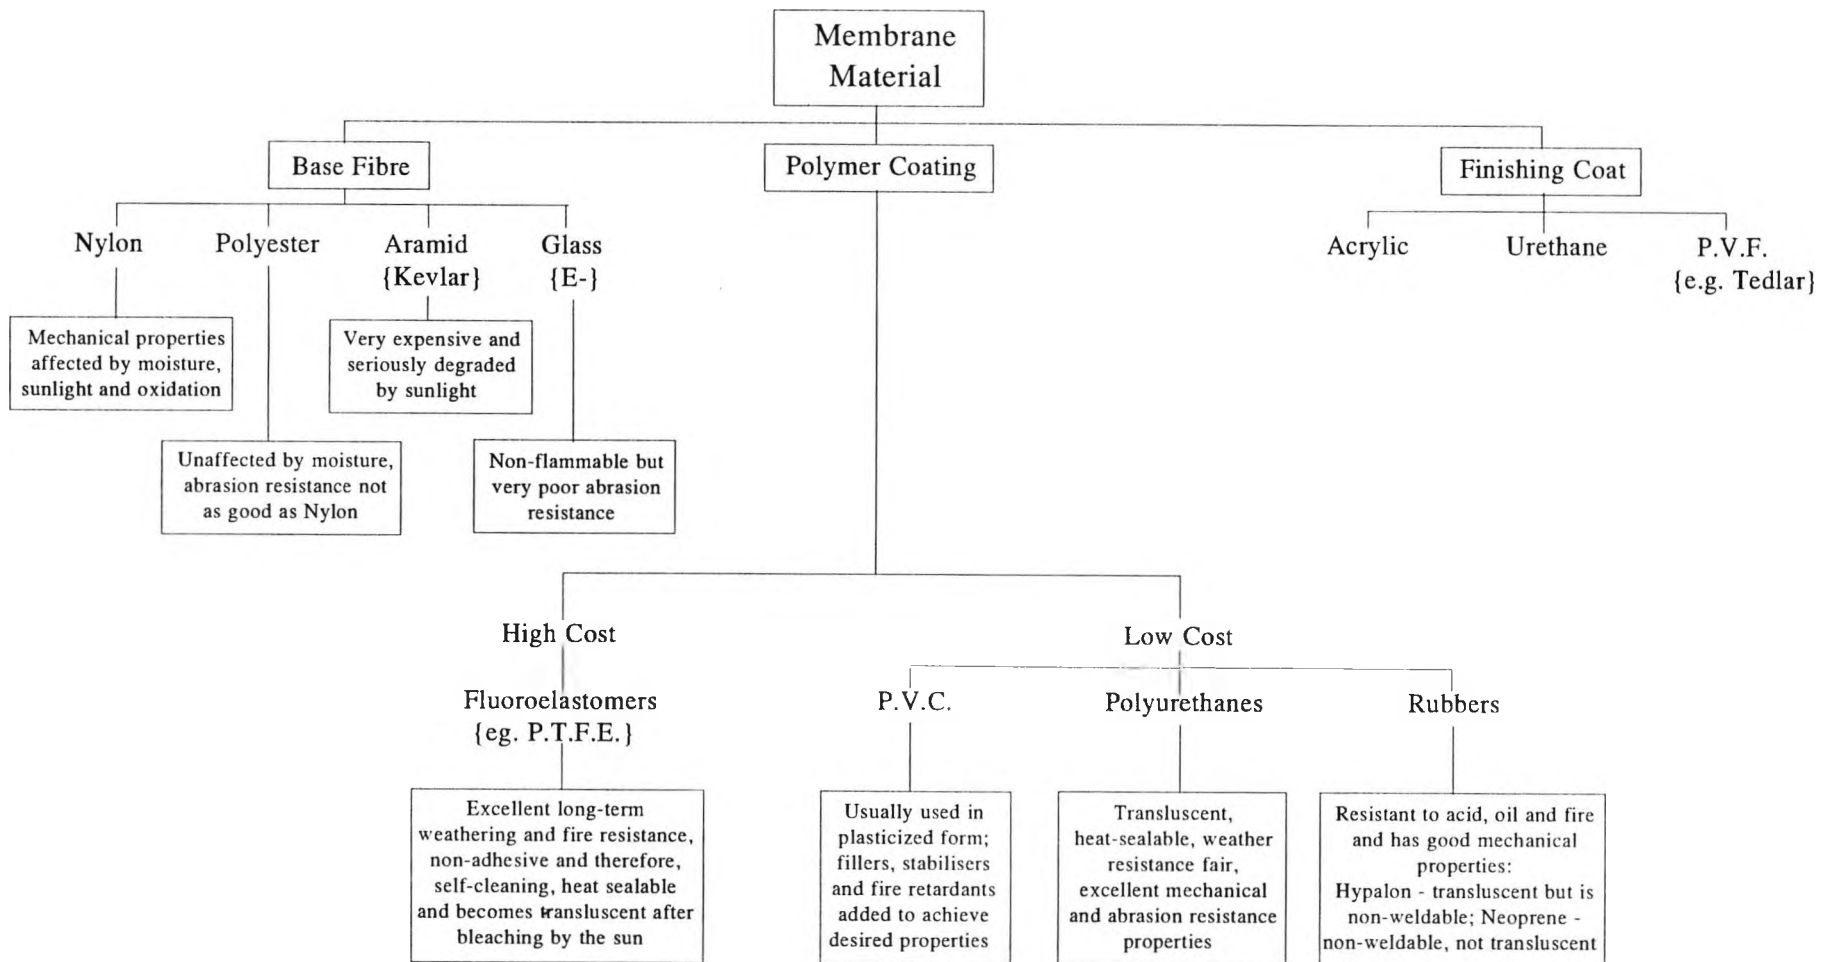 Membrane
Material
Base Fibre
Polymer Coating
Finishing Coat
Nylon
Polyester
Aramid
{Kevlar}
Glass
{E-}
Acrylic
Urethane
P.V.F.
{e.g. Tedlar}
Mechanical properties
affected by moisture,
sunlight and oxidation
Very expensive and
seriously degraded
by sunlight
Unaffected by moisture,
abrasion resistance not
as good as Nylon
Non-flammable but
very poor abrasion
resistance
High Cost
Low Cost
Fluoroelastomers
{eg. P.T.F.E.}
P.V.C.
Polyurethanes
Rubbers
Excellent long-term
weathering and fire resistance,
non-adhesive and therefore,
self-cleaning, heat sealable
and becomes transluscent after
bleaching by the sun
Usually used in
plasticized form;
fillers, stabilisers
and fire retardants
added to achieve
desired properties
Transluscent,
heat-sealable, weather
resistance fair,
excellent mechanical
and abrasion resistance
properties
Resistant to acid, oil and fire
and has good mechanical
properties:
Hypalon - transluscent but is
non-weldable; Neoprene -
non-weldable, not transluscent